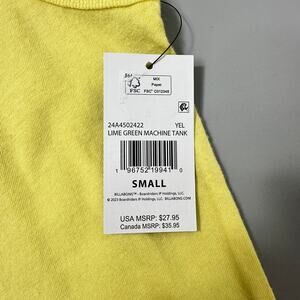 FSC
MIX
Paper
FSC® C012345
24A4502422 YEL
LIME GREEN MACHINE TANK
1 96752 19941 0
SMALL
BILLABONG™ - Boardriders IP Holdings, LLC.
© 2023 Boardriders IP Holdings, LLC. BILLABONG.COM
USA MSRP: $27.95
Canada MSRP: $35.95